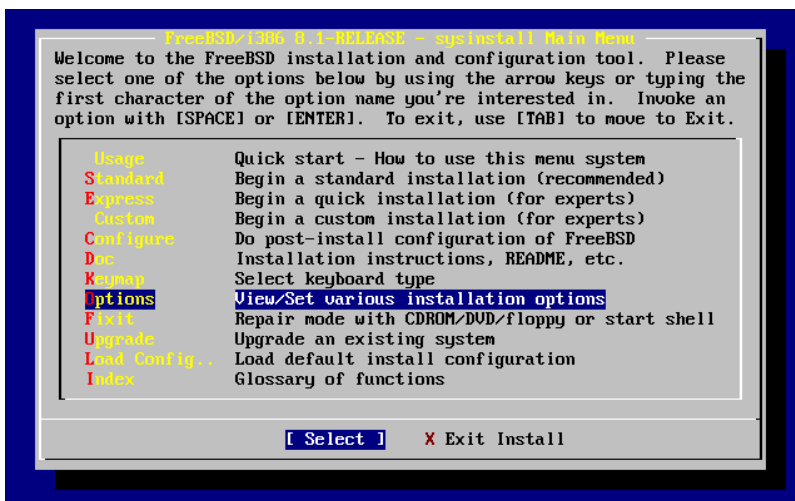 FreeBSD/i386 8.1-RELEASE - sysinstall Main Menu
Welcome to the FreeBSD installation and configuration tool.  Please
select one of the options below by using the arrow keys or typing the
first character of the option name you're interested in.  Invoke an
option with [SPACE] or [ENTER].  To exit, use [TAB] to move to Exit.
Usage Quick start - How to use this menu system
Standard Begin a standard installation (recommended)
Express Begin a quick installation (for experts)
Custom Begin a custom installation (for experts)
Configure Do post-install configuration of FreeBSD
Doc Installation instructions, README, etc.
Keymap Select keyboard type
Options View/Set various installation options
Fixit Repair mode with CDROM/DVD/floppy or start shell
Upgrade Upgrade an existing system
Load Config.. Load default install configuration
Index Glossary of functions
[ Select ] X Exit Install